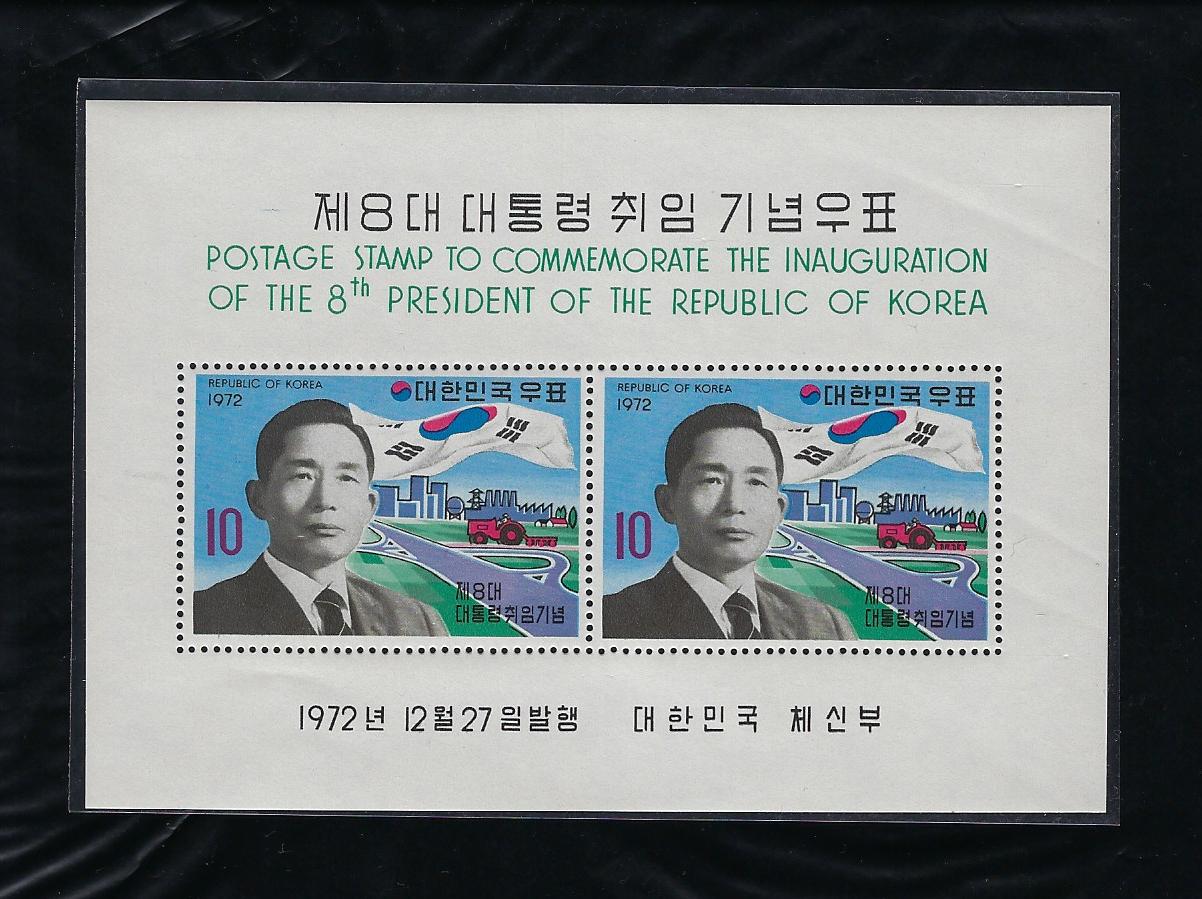 제8대 대통령 취임 기념우표
POSTAGE STAMP TO COMMEMORATE THE INAUGURATION
OF THE 8th PRESIDENT OF THE REPUBLIC OF KOREA
REPUBLIC OF KOREA
1972
대한민국우표
10
제8대
대통령취임기념
REPUBLIC OF KOREA
1972
대한민국우표
10
제8대
대통령취임기념
1972년 12월27일발행 대한민국 체신부